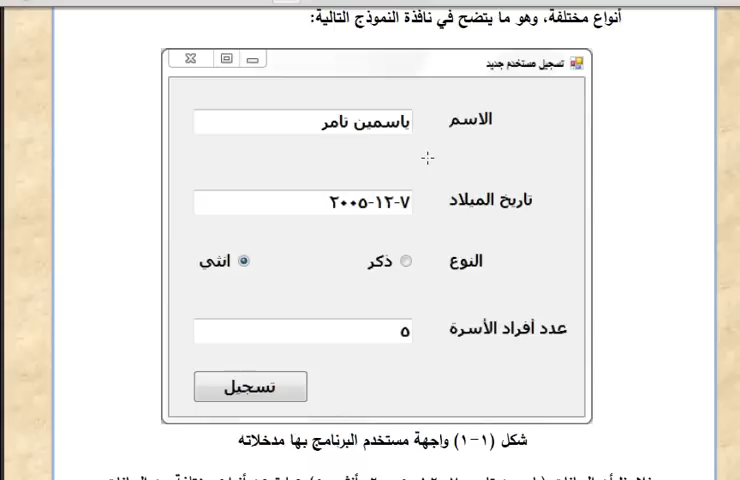 أنواع مختلفة، وهو ما يتضح في نافذة النموذج التالية:
تسجيل مستخدم جديد
الاسم
ياسمين تامر
تاريخ الميلاد
٧-١٢-٢٠٠٥
النوع
ذكر
انثي
عدد أفراد الأسرة
٥
تسجيل
شكل (١-١) واجهة مستخدم البرنامج بها مدخلاته